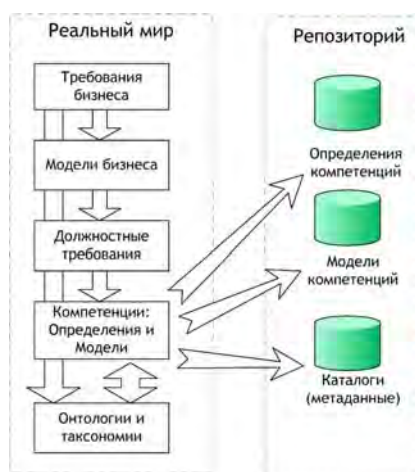 Реальный мир
Требования
бизнеса
Модели бизнеса
Должностные
требования
Компетенции:
Определения и
Модели
Онтологии и
таксономии
Репозиторий
Определения
компетенций
Модели
компетенций
Каталоги
(метаданные)